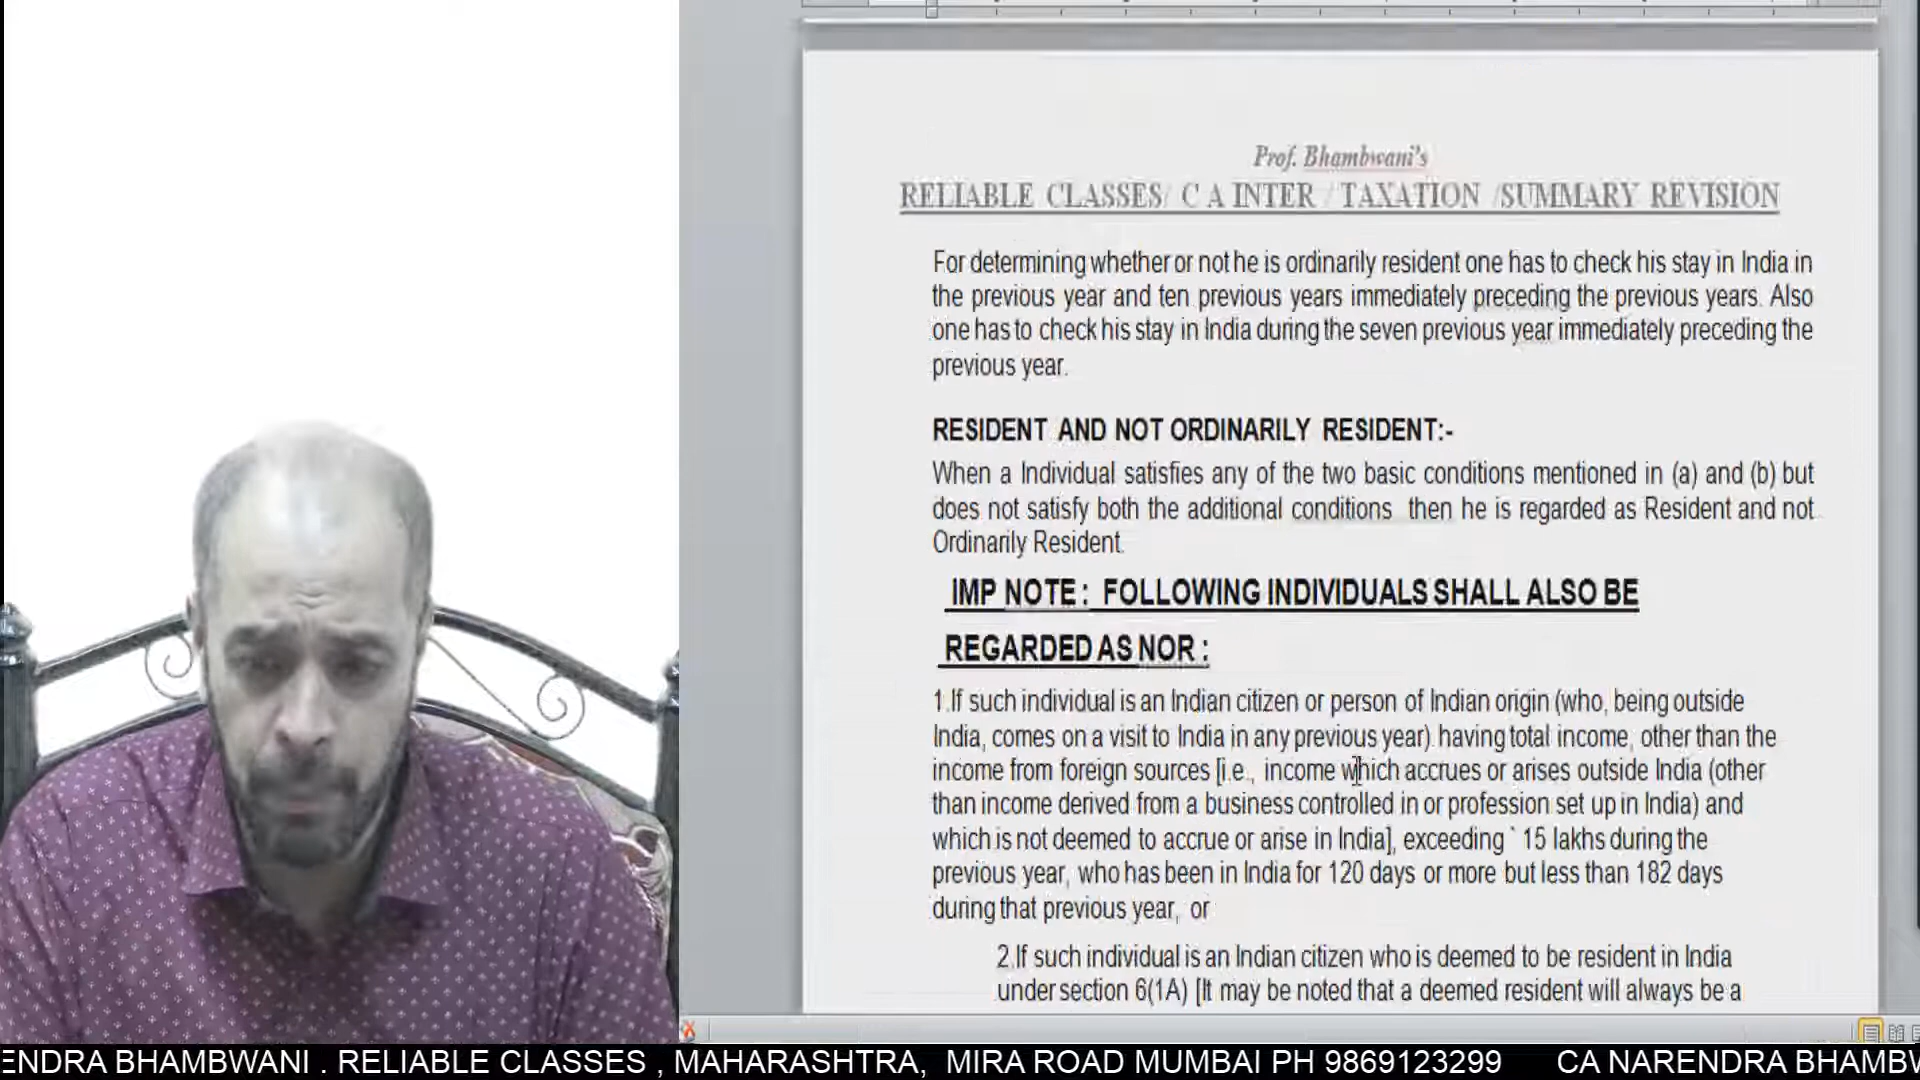 Prof. Bhambwani's
RELIABLE CLASSES/ C A INTER / TAXATION /SUMMARY REVISION
For determining whether or not he is ordinarily resident one has to check his stay in India in
the previous year and ten previous years immediately preceding the previous years. Also
one has to check his stay in India during the seven previous year immediately preceding the
previous year.
RESIDENT AND NOT ORDINARILY RESIDENT:-
When a Individual satisfies any of the two basic conditions mentioned in (a) and (b) but
does not satisfy both the additional conditions then he is regarded as Resident and not
Ordinarily Resident.
IMP NOTE : FOLLOWING INDIVIDUALS SHALL ALSO BE
REGARDED AS NOR :
1.If such individual is an Indian citizen or person of Indian origin (who, being outside
India, comes on a visit to India in any previous year) having total income, other than the
income from foreign sources [i.e., income which accrues or arises outside India (other
than income derived from a business controlled in or profession set up in India) and
which is not deemed to accrue or arise in India], exceeding ` 15 lakhs during the
previous year, who has been in India for 120 days or more but less than 182 days
during that previous year, or
2.If such individual is an Indian citizen who is deemed to be resident in India
under section 6(1A) [It may be noted that a deemed resident will always be a
ENDRA BHAMBWANI . RELIABLE CLASSES , MAHARASHTRA, MIRA ROAD MUMBAI PH 9869123299 CA NARENDRA BHAMBW